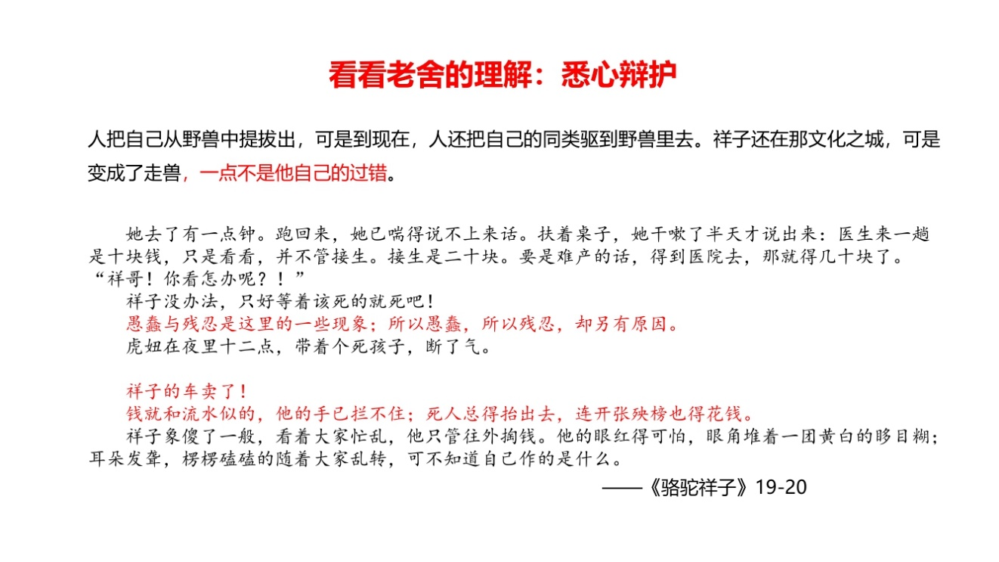 看看老舍的理解：悉心辩护
人把自己从野兽中提拔出，可是到现在，人还把自己的同类驱到野兽里去。祥子还在那文化之城，可是
变成了走兽，一点不是他自己的过错。
她去了有一点钟。跑回来，她已喘得说不上来话。扶着桌子，她干嗽了半天才说出来：医生来一趟
是十块钱，只是看看，并不管接生。接生是二十块。要是难产的话，得到医院去，那就得几十块了。
“祥哥！你看怎办呢？！”
祥子没办法，只好等着该死的就死吧！
愚蠢与残忍是这里的一些现象；所以愚蠢，所以残忍，却另有原因。
虎妞在夜里十二点，带着个死孩子，断了气。
祥子的车卖了！
钱就和流水似的，他的手已拦不住；死人总得抬出去，连开张殃榜也得花钱。
祥子象傻了一般，看着大家忙乱，他只管往外掏钱。他的眼红得可怕，眼角堆着一团黄白的眵目糊；
耳朵发聋，楞楞磕磕的随着大家乱转，可不知道自己作的是什么。
——《骆驼祥子》19-20